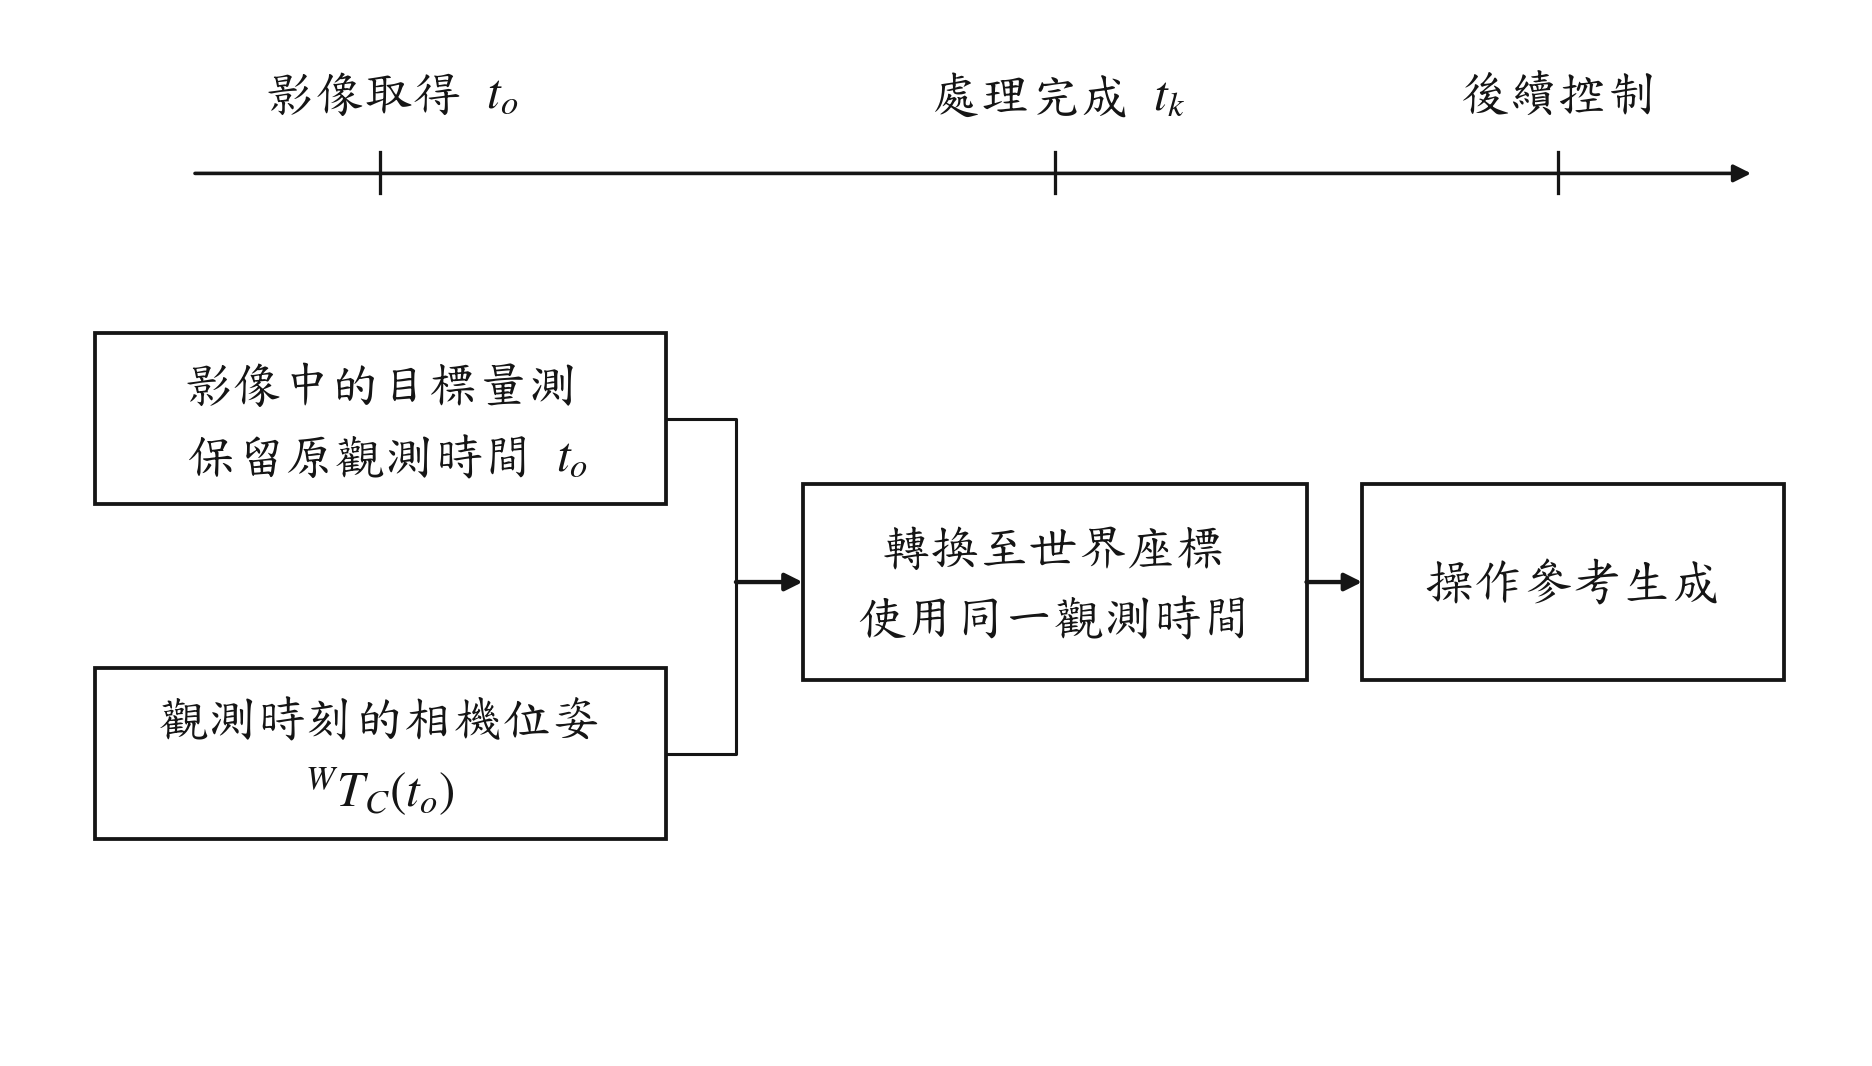 影像取得 t_o
處理完成 t_k
後續控制
影像中的目標量測
保留原觀測時間 t_o
觀測時刻的相機位姿
^W T_C(t_o)
轉換至世界座標
使用同一觀測時間
操作參考生成